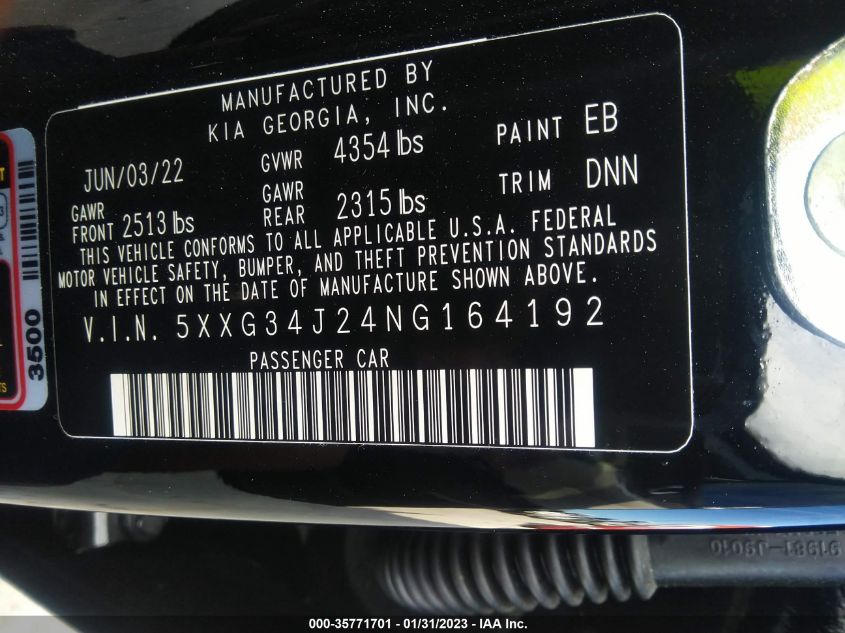 MANUFACTURED BY
KIA GEORGIA, INC.
JUN/03/22 GVWR 4354 lbs PAINT EB
GAWR FRONT 2513 lbs GAWR REAR 2315 lbs TRIM DNN
THIS VEHICLE CONFORMS TO ALL APPLICABLE U.S.A. FEDERAL
MOTOR VEHICLE SAFETY, BUMPER, AND THEFT PREVENTION STANDARDS
IN EFFECT ON THE DATE OF MANUFACTURE SHOWN ABOVE.
V.I.N. 5XXG34J24NG164192
PASSENGER CAR
3500
91981-J9010
000-35771701 - 01/31/2023 - IAA Inc.